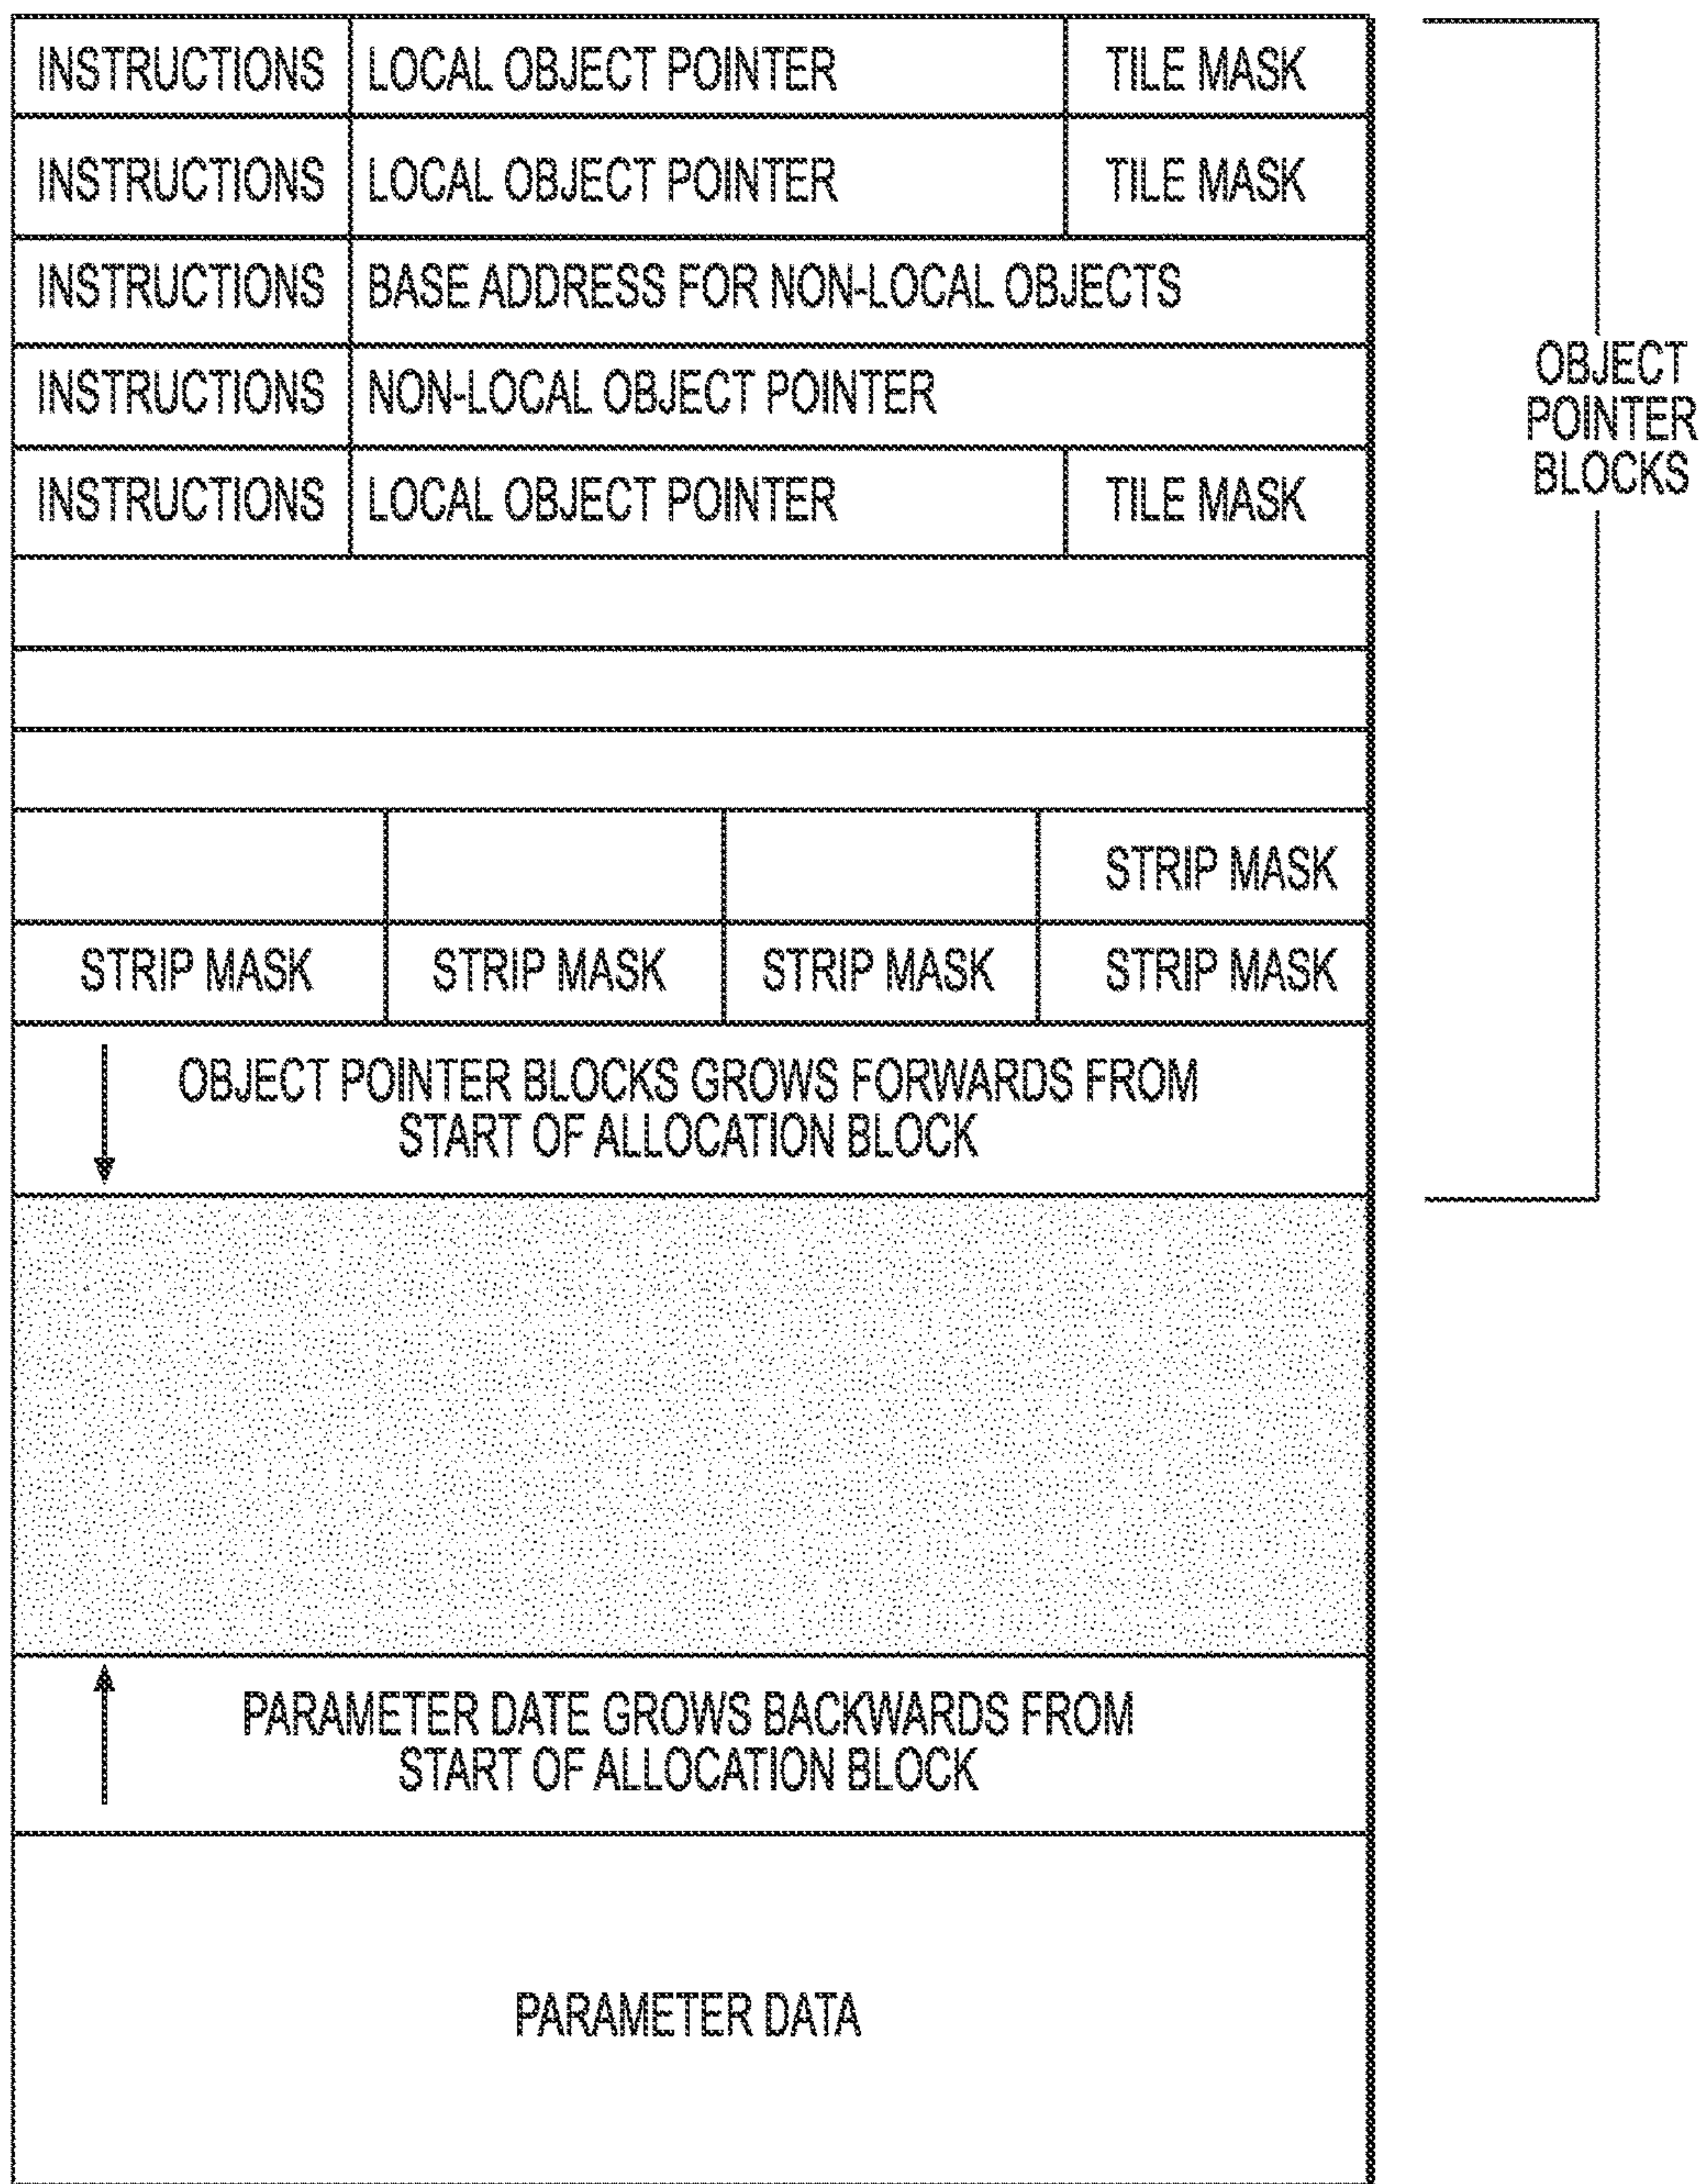 INSTRUCTIONS LOCAL OBJECT POINTER TILE MASK
INSTRUCTIONS LOCAL OBJECT POINTER TILE MASK
INSTRUCTIONS BASE ADDRESS FOR NON-LOCAL OBJECTS
INSTRUCTIONS NON-LOCAL OBJECT POINTER
INSTRUCTIONS LOCAL OBJECT POINTER TILE MASK
OBJECT
POINTER
BLOCKS
STRIP MASK
STRIP MASK STRIP MASK STRIP MASK STRIP MASK
OBJECT POINTER BLOCKS GROWS FORWARDS FROM
START OF ALLOCATION BLOCK
PARAMETER DATE GROWS BACKWARDS FROM
START OF ALLOCATION BLOCK
PARAMETER DATA